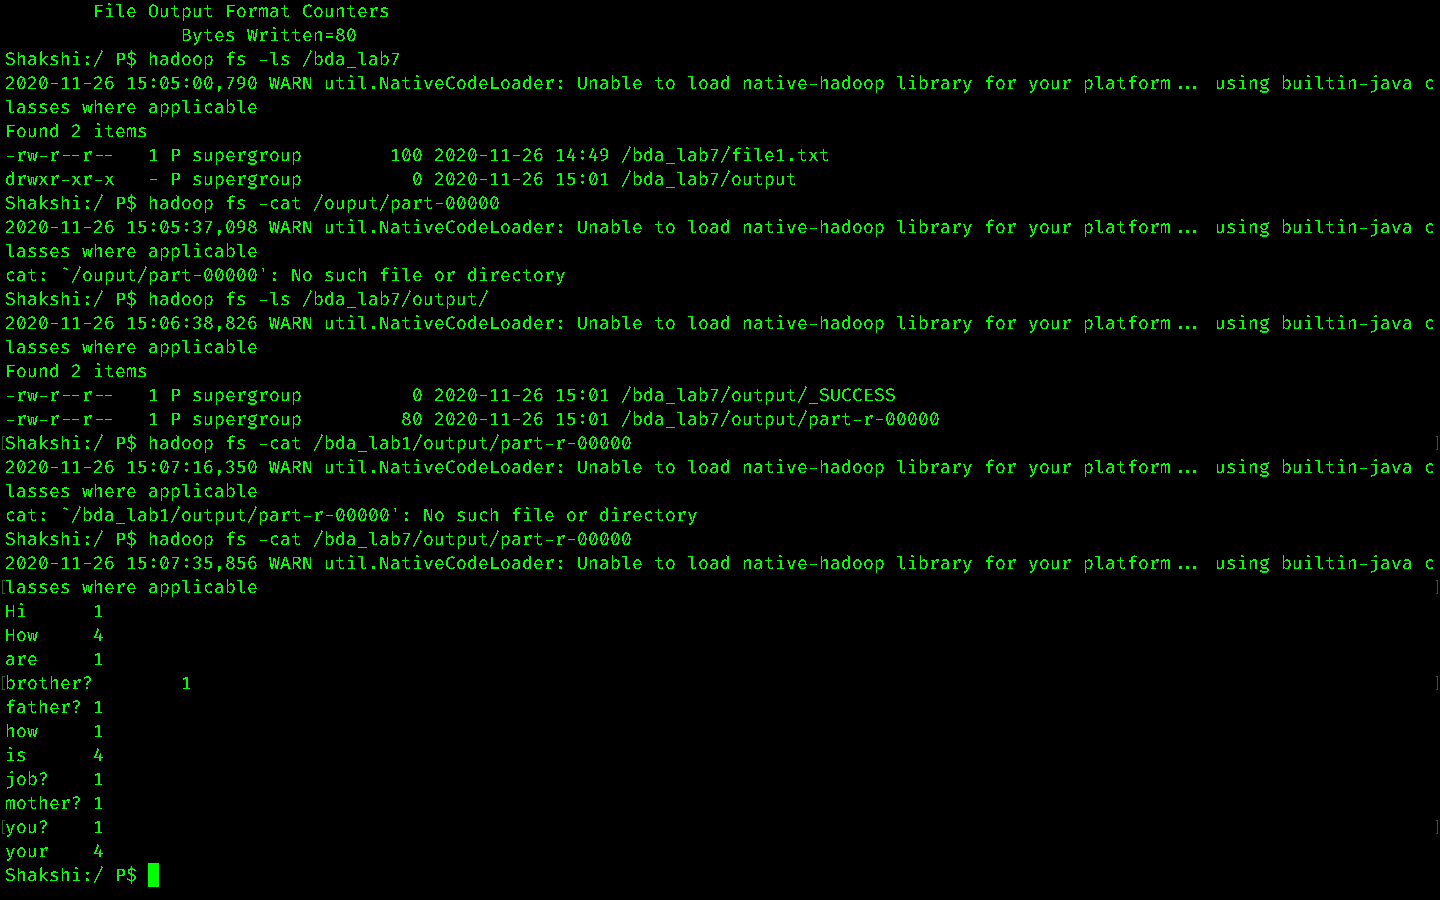 File Output Format Counters
Bytes Written=80
Shakshi:/ P$ hadoop fs -ls /bda_lab7
2020-11-26 15:05:00,790 WARN util.NativeCodeLoader: Unable to load native-hadoop library for your platform... using builtin-java c
lasses where applicable
Found 2 items
-rw-r--r--   1 P supergroup        100 2020-11-26 14:49 /bda_lab7/file1.txt
drwxr-xr-x   - P supergroup          0 2020-11-26 15:01 /bda_lab7/output
Shakshi:/ P$ hadoop fs -cat /ouput/part-00000
2020-11-26 15:05:37,098 WARN util.NativeCodeLoader: Unable to load native-hadoop library for your platform... using builtin-java c
lasses where applicable
cat: `/ouput/part-00000': No such file or directory
Shakshi:/ P$ hadoop fs -ls /bda_lab7/output/
2020-11-26 15:06:38,826 WARN util.NativeCodeLoader: Unable to load native-hadoop library for your platform... using builtin-java c
lasses where applicable
Found 2 items
-rw-r--r--   1 P supergroup          0 2020-11-26 15:01 /bda_lab7/output/_SUCCESS
-rw-r--r--   1 P supergroup         80 2020-11-26 15:01 /bda_lab7/output/part-r-00000
[Shakshi:/ P$ hadoop fs -cat /bda_lab1/output/part-r-00000 ]
2020-11-26 15:07:16,350 WARN util.NativeCodeLoader: Unable to load native-hadoop library for your platform... using builtin-java c
lasses where applicable
cat: `/bda_lab1/output/part-r-00000': No such file or directory
Shakshi:/ P$ hadoop fs -cat /bda_lab7/output/part-r-00000
2020-11-26 15:07:35,856 WARN util.NativeCodeLoader: Unable to load native-hadoop library for your platform... using builtin-java c
[lasses where applicable ]
Hi 1
How 4
are 1
[brother? 1 ]
father? 1
how 1
is 4
job? 1
mother? 1
[you? 1 ]
your 4
Shakshi:/ P$